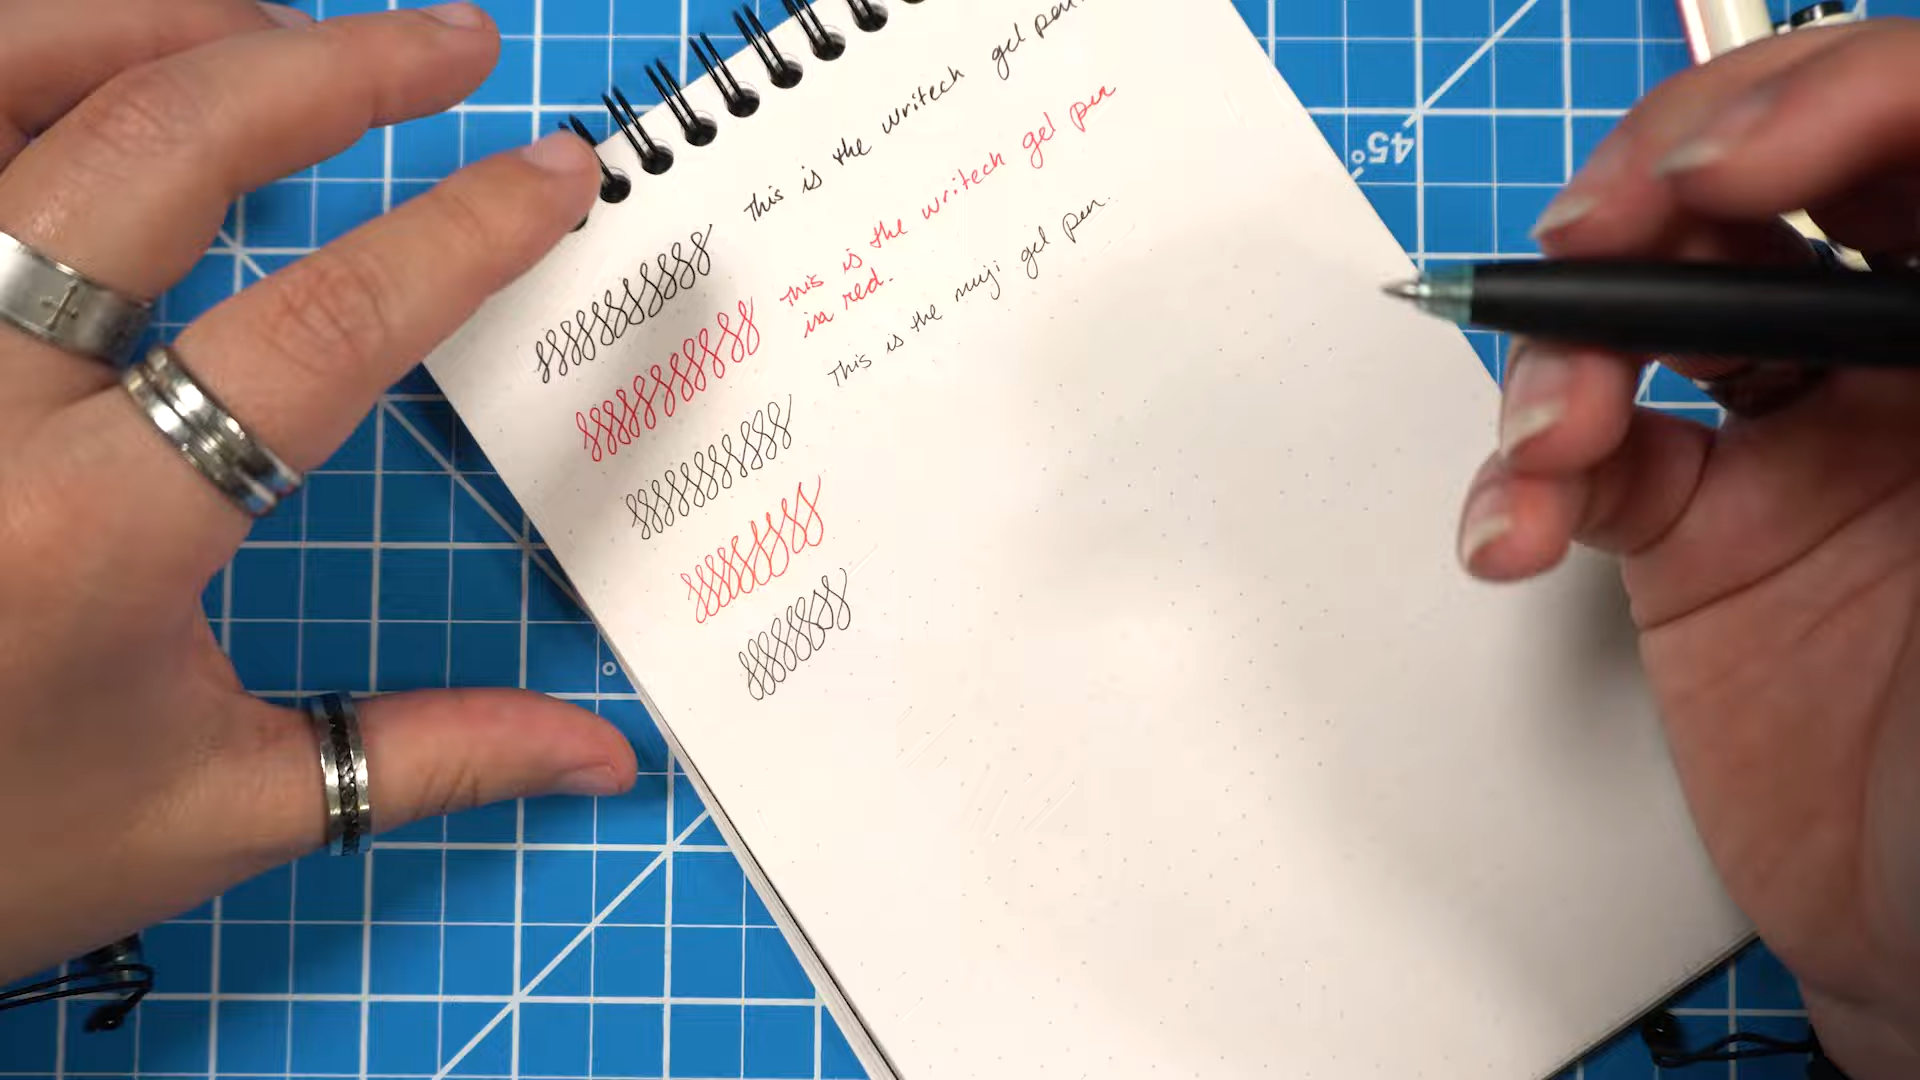 This is the writech gel pen.
This is the writech gel pen
in red.
This is the muji gel pen.
45°